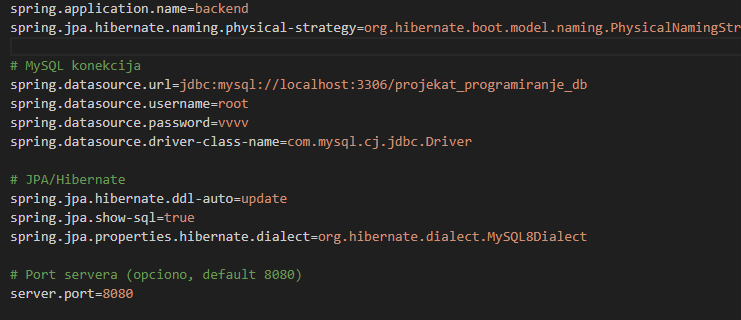 spring.application.name=backend
spring.jpa.hibernate.naming.physical-strategy=org.hibernate.boot.model.naming.PhysicalNamingStr
# MySQL konekcija
spring.datasource.url=jdbc:mysql://localhost:3306/projekat_programiranje_db
spring.datasource.username=root
spring.datasource.password=vvvv
spring.datasource.driver-class-name=com.mysql.cj.jdbc.Driver
# JPA/Hibernate
spring.jpa.hibernate.ddl-auto=update
spring.jpa.show-sql=true
spring.jpa.properties.hibernate.dialect=org.hibernate.dialect.MySQL8Dialect
# Port servera (opciono, default 8080)
server.port=8080